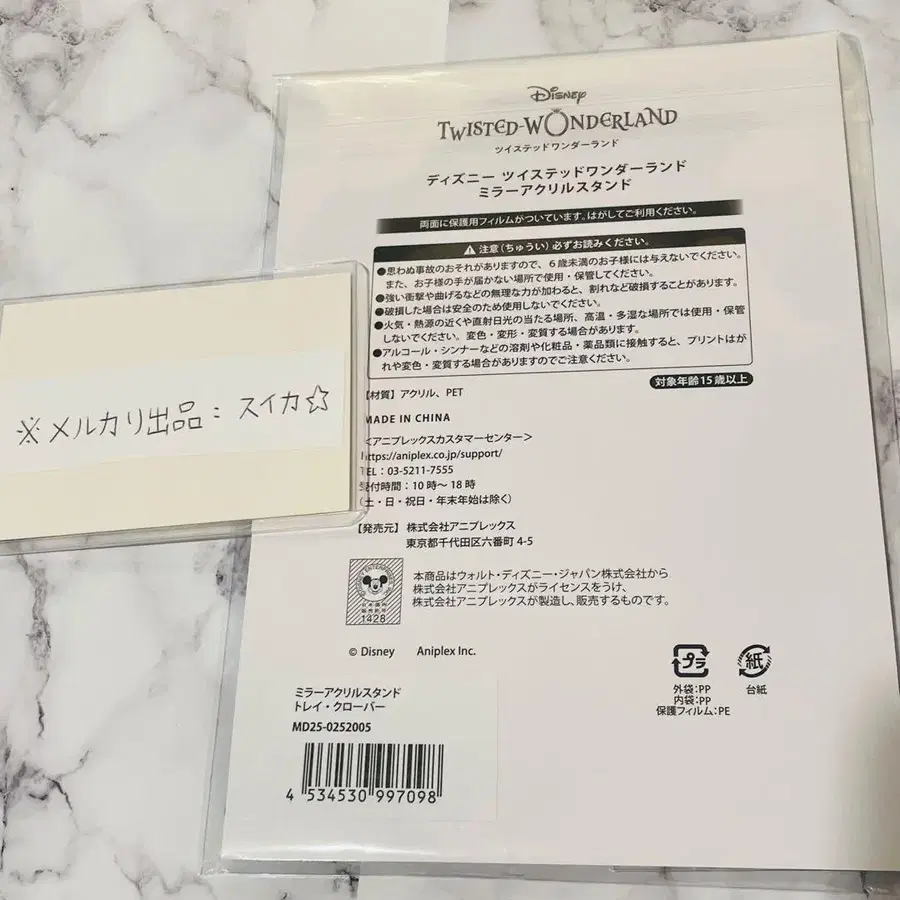 ※メルカリ出品：スイカ☆
Disney
TWISTED-WONDERLAND
ツイステッドワンダーランド
ディズニー ツイステッドワンダーランド
ミラーアクリルスタンド
両面に保護用フィルムがついています。はがしてご利用ください。
注意(ちゅうい)必ずお読みください。
●思わぬ事故のおそれがありますので、6歳未満のお子様には与えないでください。
また、お子様の手が届かない場所で使用・保管してください。
●強い衝撃や曲げるなどの無理な力が加わると、割れなど破損することがあります。
●破損した場合は安全のため使用しないでください。
●火気・熱源の近くや直射日光の当たる場所、高温・多湿な場所では使用・保管
しないでください。変色・変形・変質する場合があります。
●アルコール・シンナーなどの溶剤や化粧品・薬品類に接触すると、プリントはが
れや変色・変質する場合がありますのでご注意ください。
対象年齢15歳以上
【材質】アクリル、PET
MADE IN CHINA
<アニプレックスカスタマーセンター>
https://aniplex.co.jp/support/
TEL：03-5211-7555
受付時間：10時～18時
(土・日・祝日・年末年始は除く)
【発売元】株式会社アニプレックス
東京都千代田区六番町4-5
1428
本商品はウォルト・ディズニー・ジャパン株式会社から
株式会社アニプレックスがライセンスをうけ、
株式会社アニプレックスが製造し、販売するものです。
© Disney Aniplex Inc.
プラ
外袋：PP
内袋：PP
保護フィルム：PE
紙
台紙
ミラーアクリルスタンド
トレイ・クローバー
MD25-0252005
4 534530 997098